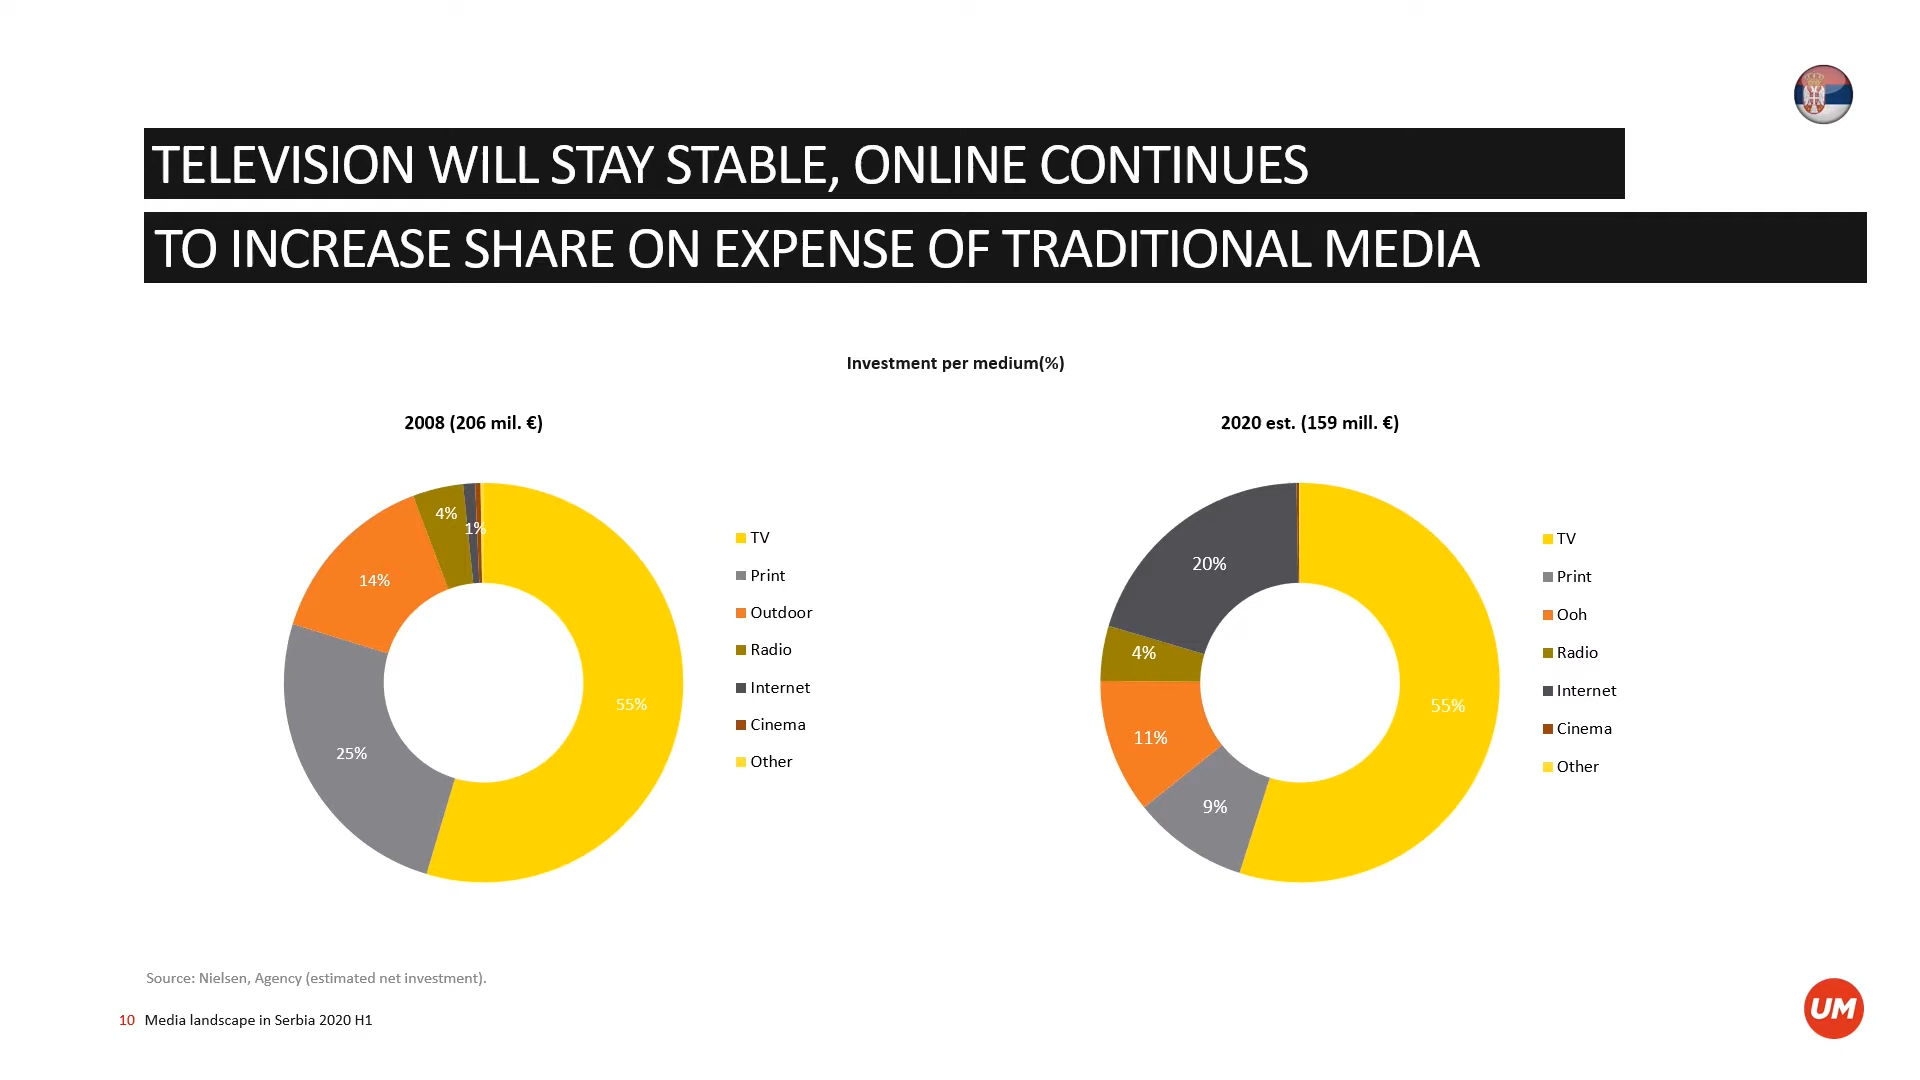 TELEVISION WILL STAY STABLE, ONLINE CONTINUES
TO INCREASE SHARE ON EXPENSE OF TRADITIONAL MEDIA
Investment per medium(%)
2008 (206 mil. €)
55%
25%
14%
4%
1%
TV
Print
Outdoor
Radio
Internet
Cinema
Other
2020 est. (159 mill. €)
55%
9%
11%
4%
20%
TV
Print
Ooh
Radio
Internet
Cinema
Other
Source: Nielsen, Agency (estimated net investment).
10 Media landscape in Serbia 2020 H1
UM